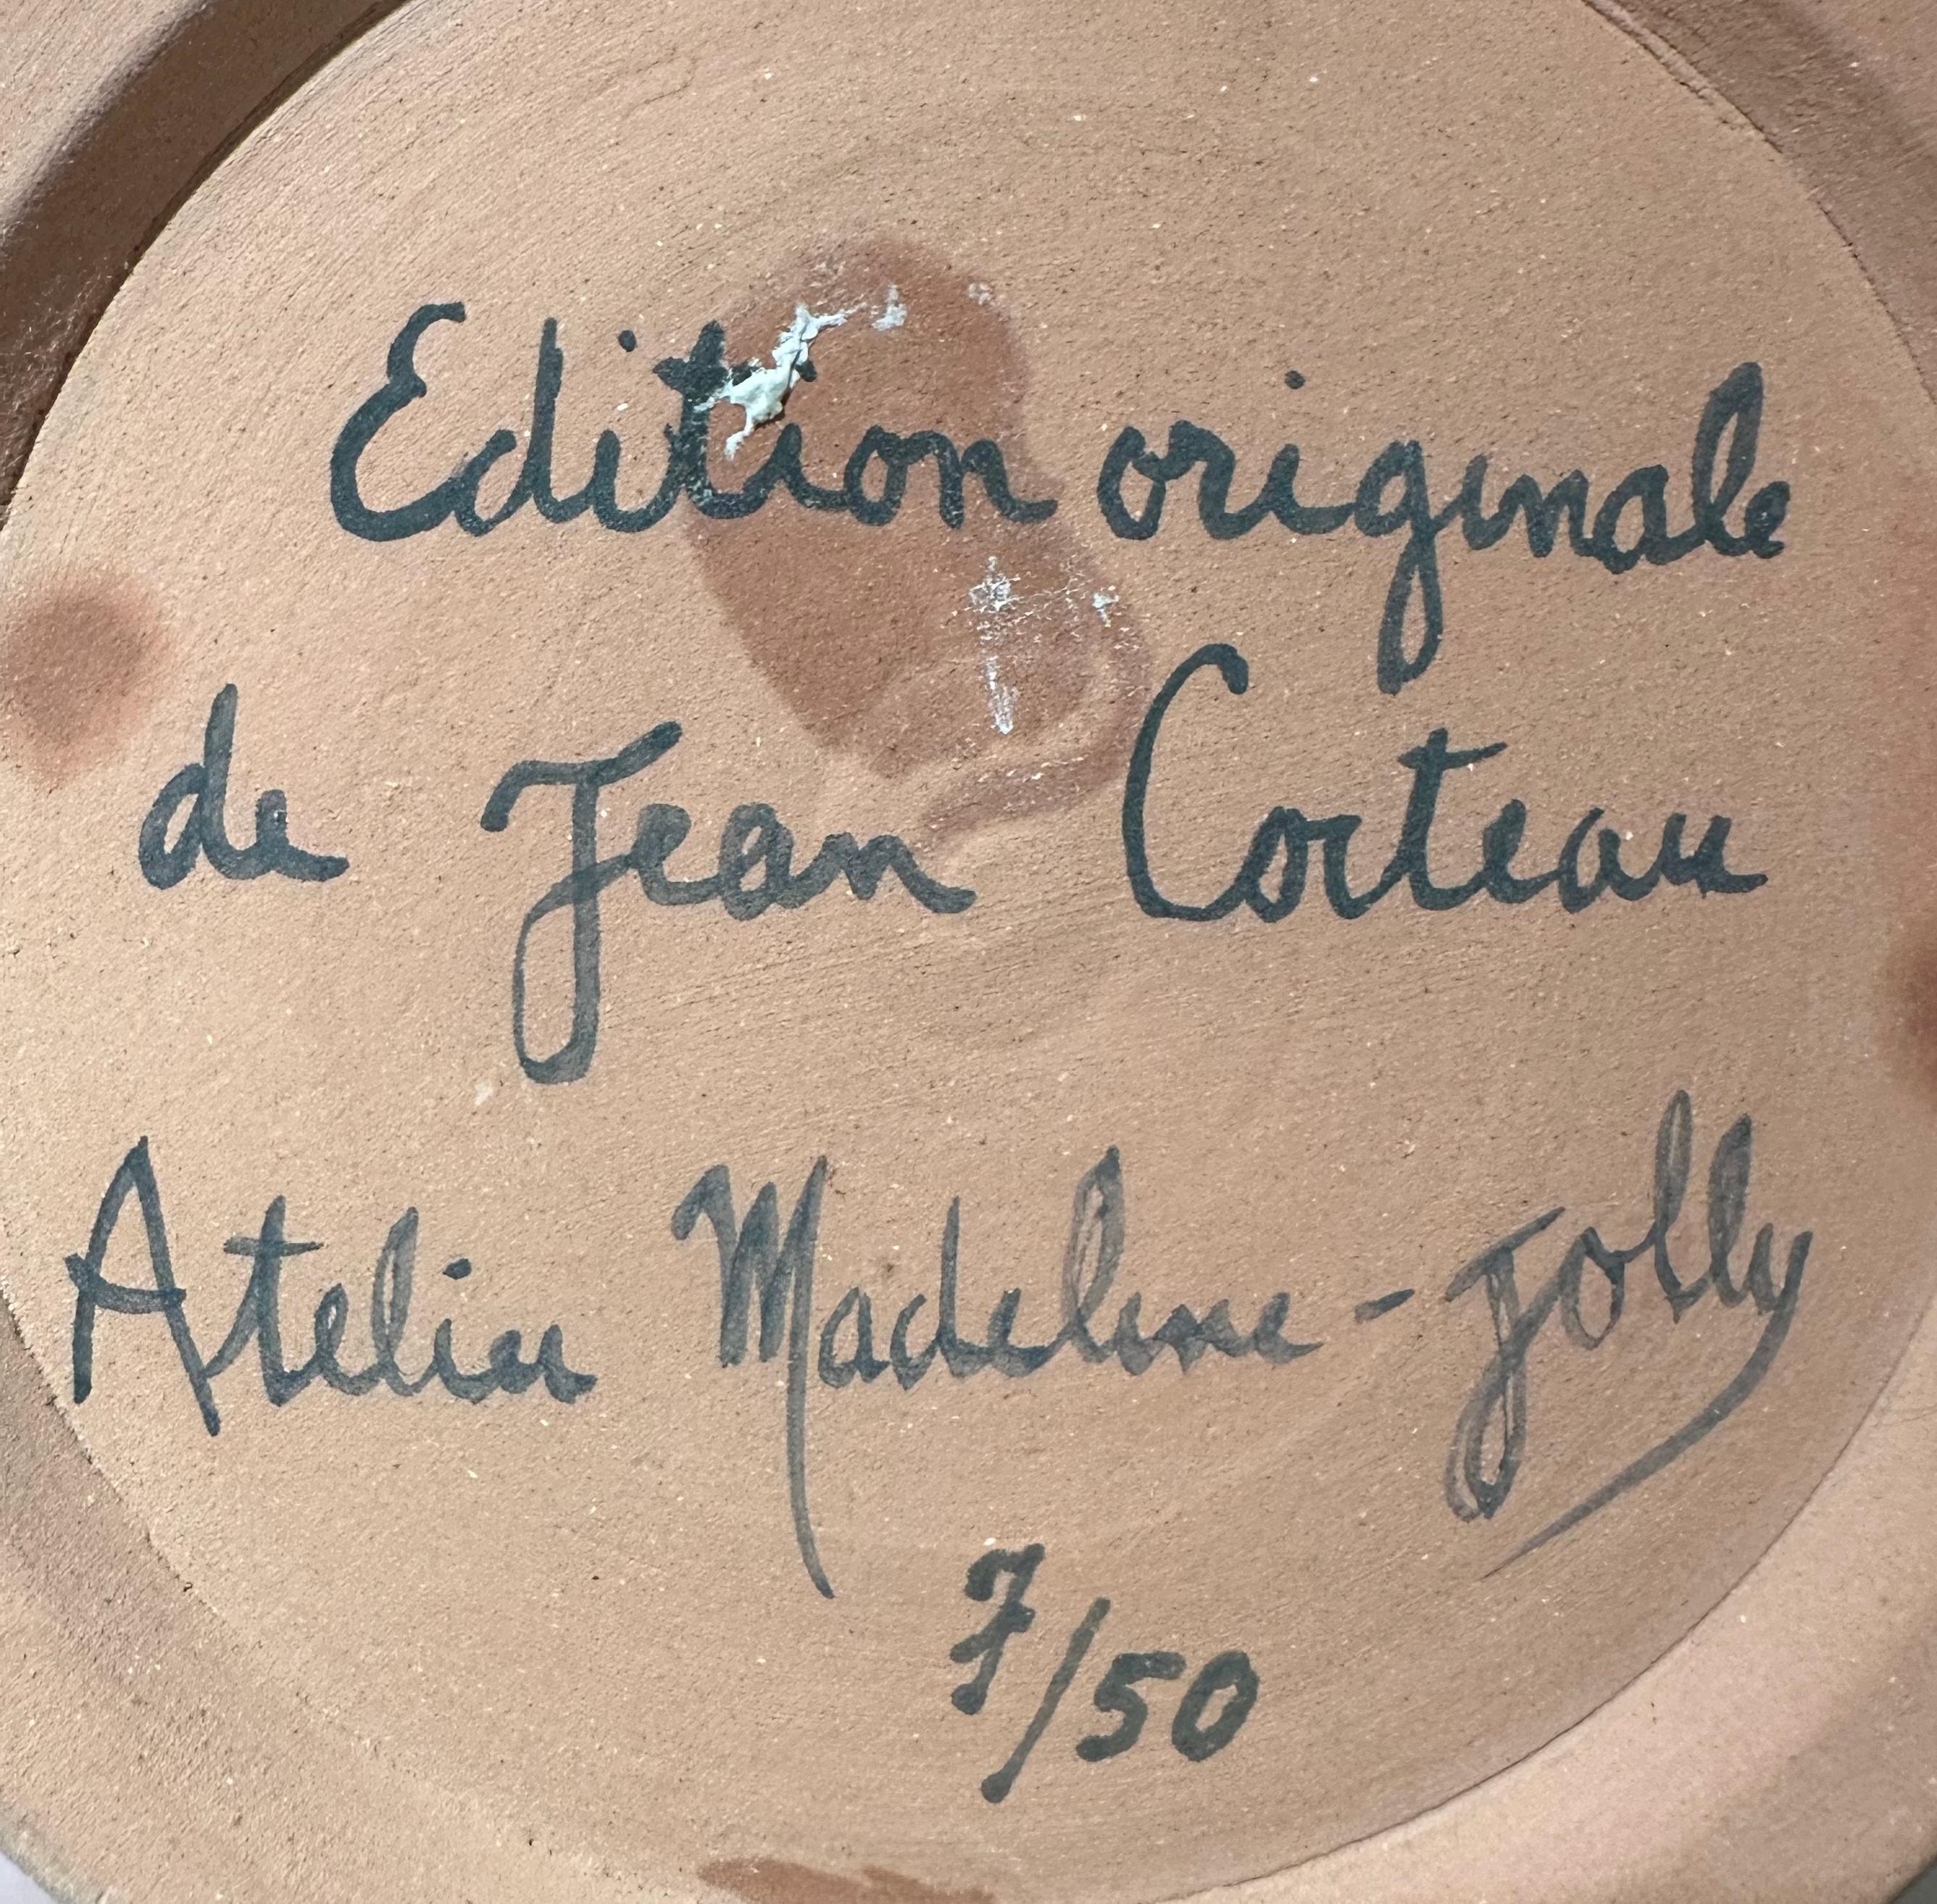 Edition originale
de Jean Cocteau
Atelier Madeline-Jolly
7/50